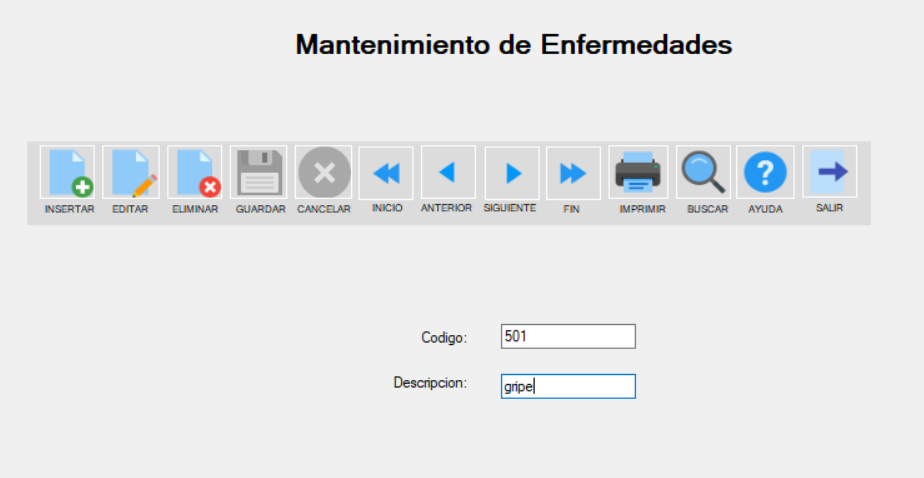 Mantenimiento de Enfermedades
INSERTAR EDITAR ELIMINAR GUARDAR CANCELAR INICIO ANTERIOR SIGUIENTE FIN IMPRIMIR BUSCAR AYUDA SALIR
Codigo: 501
Descripcion: gripe